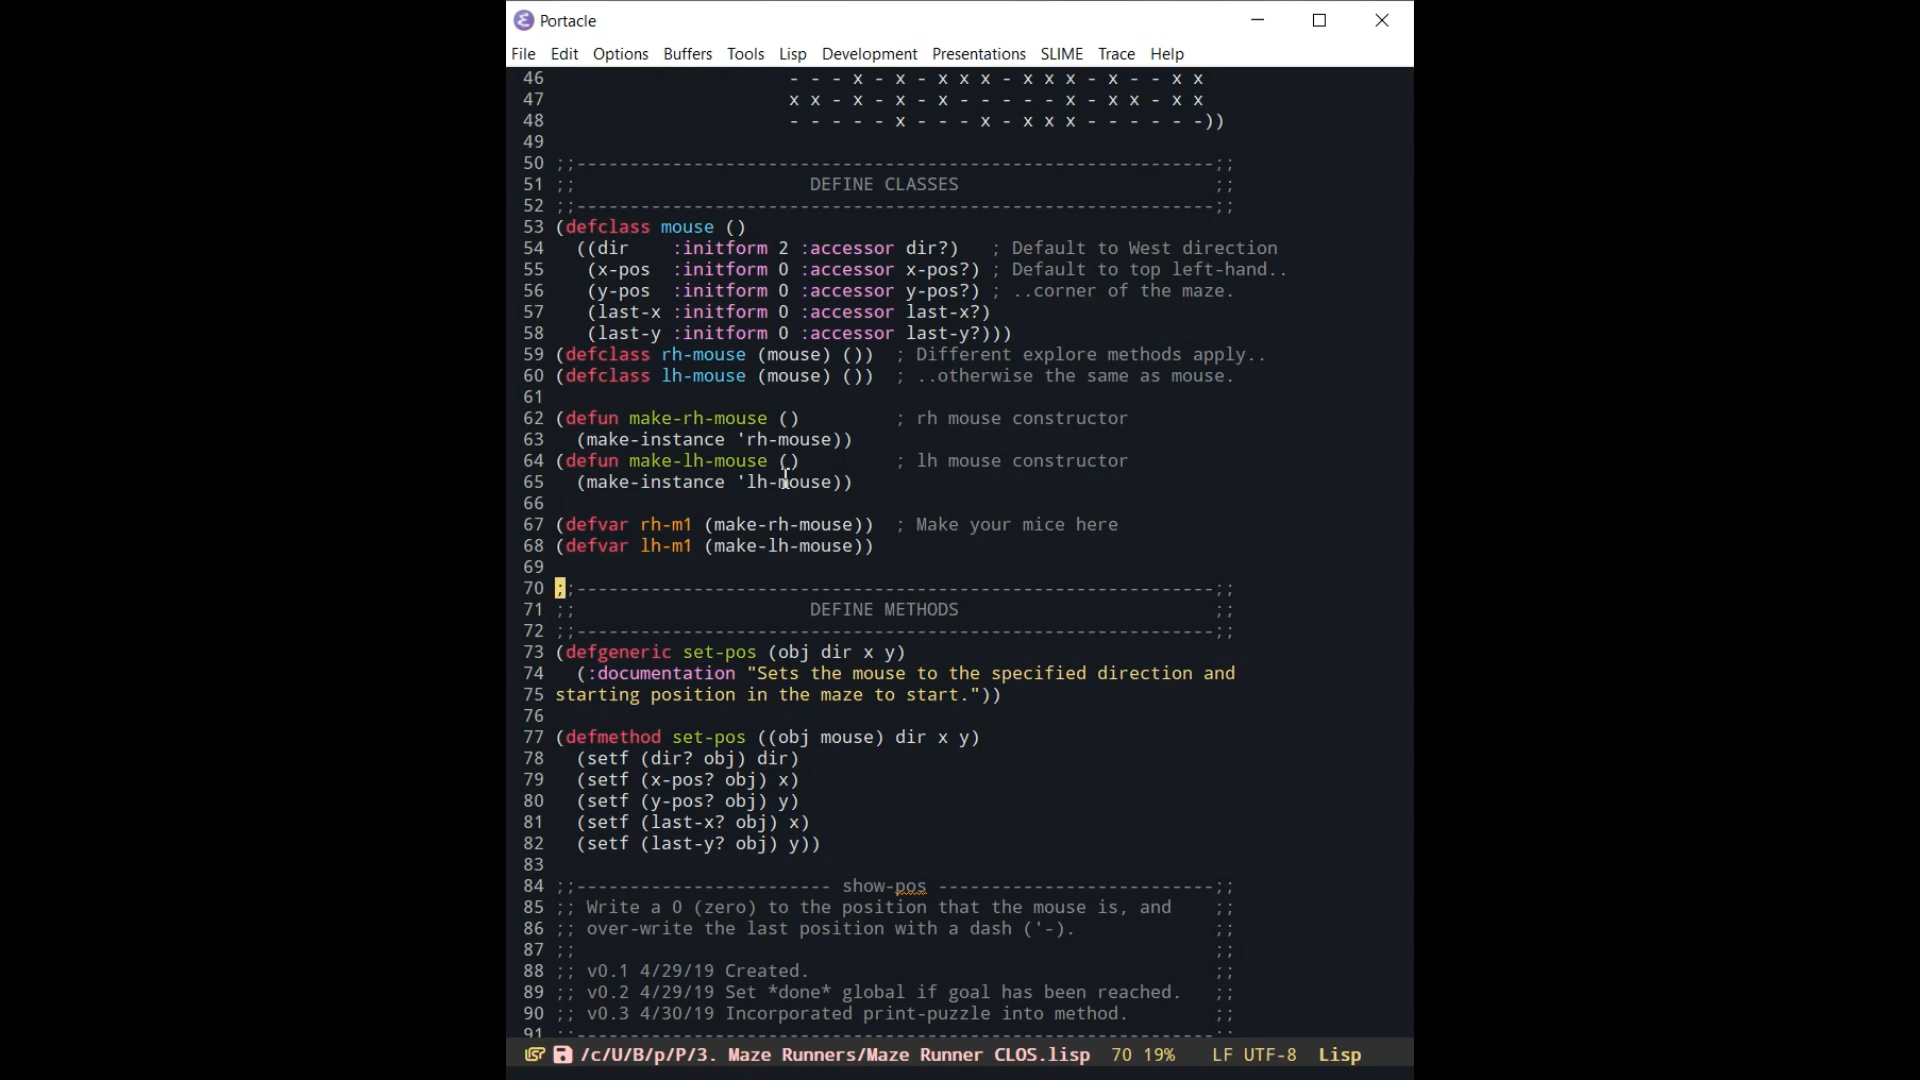 Portacle
File Edit Options Buffers Tools Lisp Development Presentations SLIME Trace Help
46                       - - - x - x - x x x - x x x - x - - x x
47                       x x - x - x - x - - - - - x - x x - x x
48                       - - - - - x - - - x - x x x - - - - - -))
49
50 ;;------------------------------------------------------------;;
51 ;;                      DEFINE CLASSES                        ;;
52 ;;------------------------------------------------------------;;
53 (defclass mouse ()
54   ((dir    :initform 2 :accessor dir?)   ; Default to West direction
55    (x-pos  :initform 0 :accessor x-pos?) ; Default to top left-hand..
56    (y-pos  :initform 0 :accessor y-pos?) ; ..corner of the maze.
57    (last-x :initform 0 :accessor last-x?)
58    (last-y :initform 0 :accessor last-y?)))
59 (defclass rh-mouse (mouse) ())  ; Different explore methods apply..
60 (defclass lh-mouse (mouse) ())  ; ..otherwise the same as mouse.
61
62 (defun make-rh-mouse ()         ; rh mouse constructor
63   (make-instance 'rh-mouse))
64 (defun make-lh-mouse ()         ; lh mouse constructor
65   (make-instance 'lh-mouse))
66
67 (defvar rh-m1 (make-rh-mouse))  ; Make your mice here
68 (defvar lh-m1 (make-lh-mouse))
69
70 ;;------------------------------------------------------------;;
71 ;;                      DEFINE METHODS                        ;;
72 ;;------------------------------------------------------------;;
73 (defgeneric set-pos (obj dir x y)
74   (:documentation "Sets the mouse to the specified direction and
75 starting position in the maze to start."))
76
77 (defmethod set-pos ((obj mouse) dir x y)
78   (setf (dir? obj) dir)
79   (setf (x-pos? obj) x)
80   (setf (y-pos? obj) y)
81   (setf (last-x? obj) x)
82   (setf (last-y? obj) y))
83
84 ;;------------------------ show-pos --------------------------;;
85 ;; Write a 0 (zero) to the position that the mouse is, and    ;;
86 ;; over-write the last position with a dash ('-).             ;;
87 ;;                                                            ;;
88 ;; v0.1 4/29/19 Created.                                      ;;
89 ;; v0.2 4/29/19 Set *done* global if goal has been reached.   ;;
90 ;; v0.3 4/30/19 Incorporated print-puzzle into method.        ;;
91 ;;------------------------------------------------------------;;
/c/U/B/p/P/3. Maze Runners/Maze Runner CLOS.lisp  70 19%  LF UTF-8  Lisp